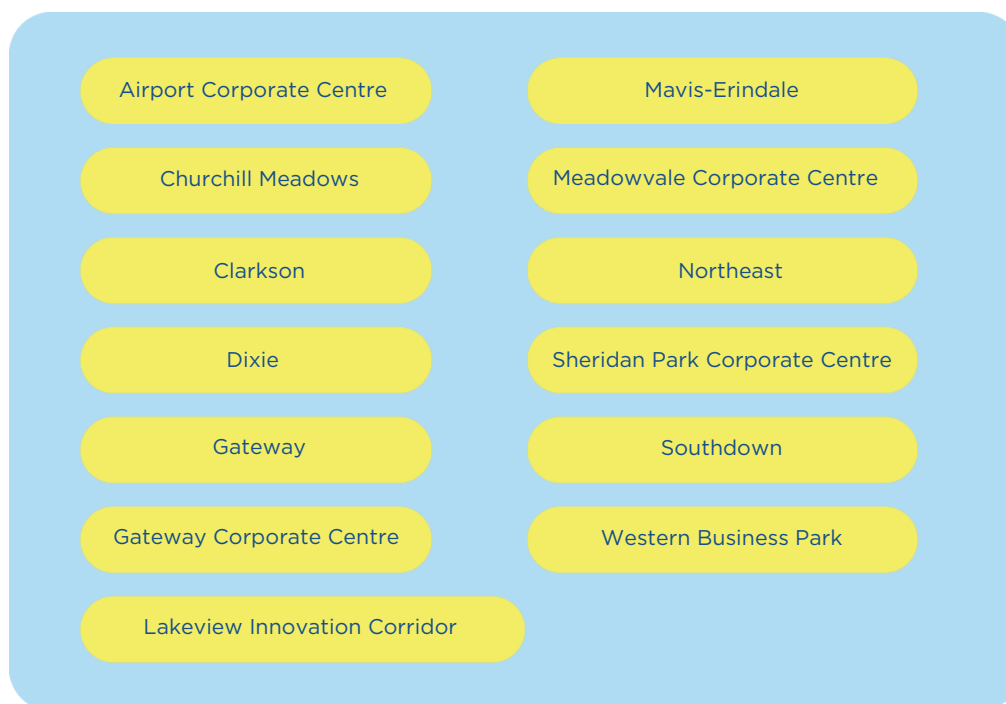 Airport Corporate Centre
Churchill Meadows
Clarkson
Dixie
Gateway
Gateway Corporate Centre
Lakeview Innovation Corridor
Mavis-Erindale
Meadowvale Corporate Centre
Northeast
Sheridan Park Corporate Centre
Southdown
Western Business Park